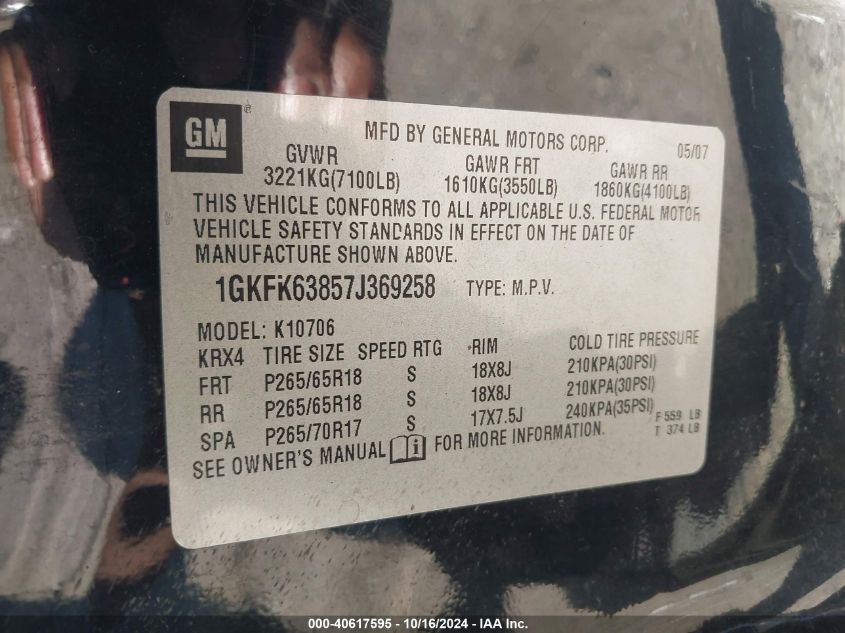 GM ®
MFD BY GENERAL MOTORS CORP. 05/07
GVWR GAWR FRT GAWR RR
3221KG(7100LB) 1610KG(3550LB) 1860KG(4100LB)
THIS VEHICLE CONFORMS TO ALL APPLICABLE U.S. FEDERAL MOTOR
VEHICLE SAFETY STANDARDS IN EFFECT ON THE DATE OF
MANUFACTURE SHOWN ABOVE.
1GKFK63857J369258 TYPE: M.P.V.
MODEL: K10706
KRX4 TIRE SIZE SPEED RTG RIM COLD TIRE PRESSURE
FRT P265/65R18 S 18X8J 210KPA(30PSI)
RR P265/65R18 S 18X8J 210KPA(30PSI)
SPA P265/70R17 S 17X7.5J 240KPA(35PSI) F 559 LB
T 374 LB
SEE OWNER'S MANUAL i FOR MORE INFORMATION.
000-40617595 - 10/16/2024 - WWW.IAAI.COM